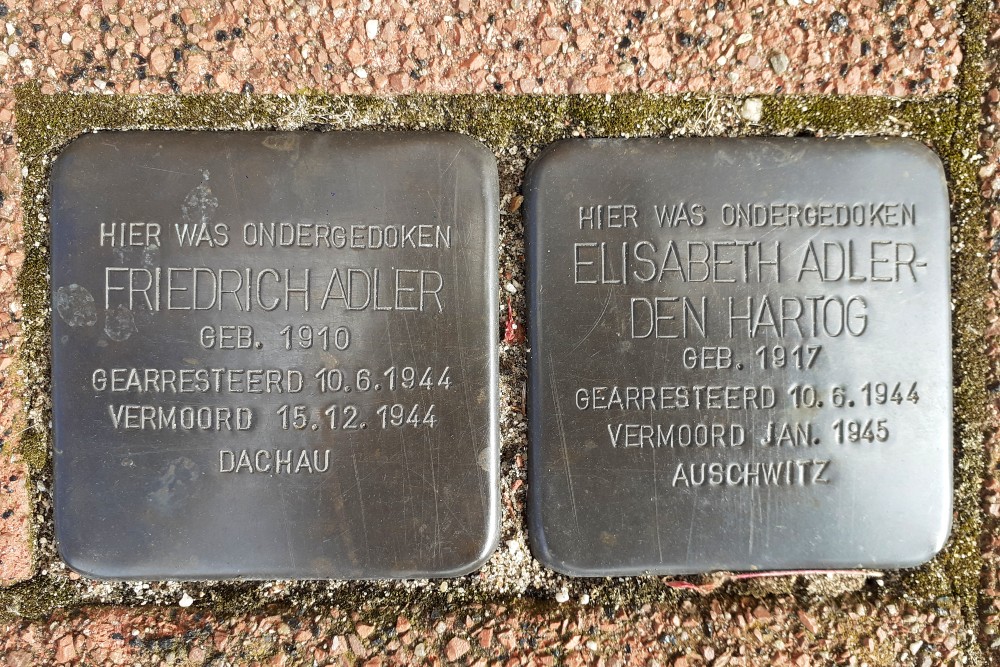 HIER WAS ONDERGEDOKEN
FRIEDRICH ADLER
GEB. 1910
GEARRESTEERD 10.6.1944
VERMOORD 15.12.1944
DACHAU
HIER WAS ONDERGEDOKEN
ELISABETH ADLER-
DEN HARTOG
GEB. 1917
GEARRESTEERD 10.6.1944
VERMOORD JAN. 1945
AUSCHWITZ